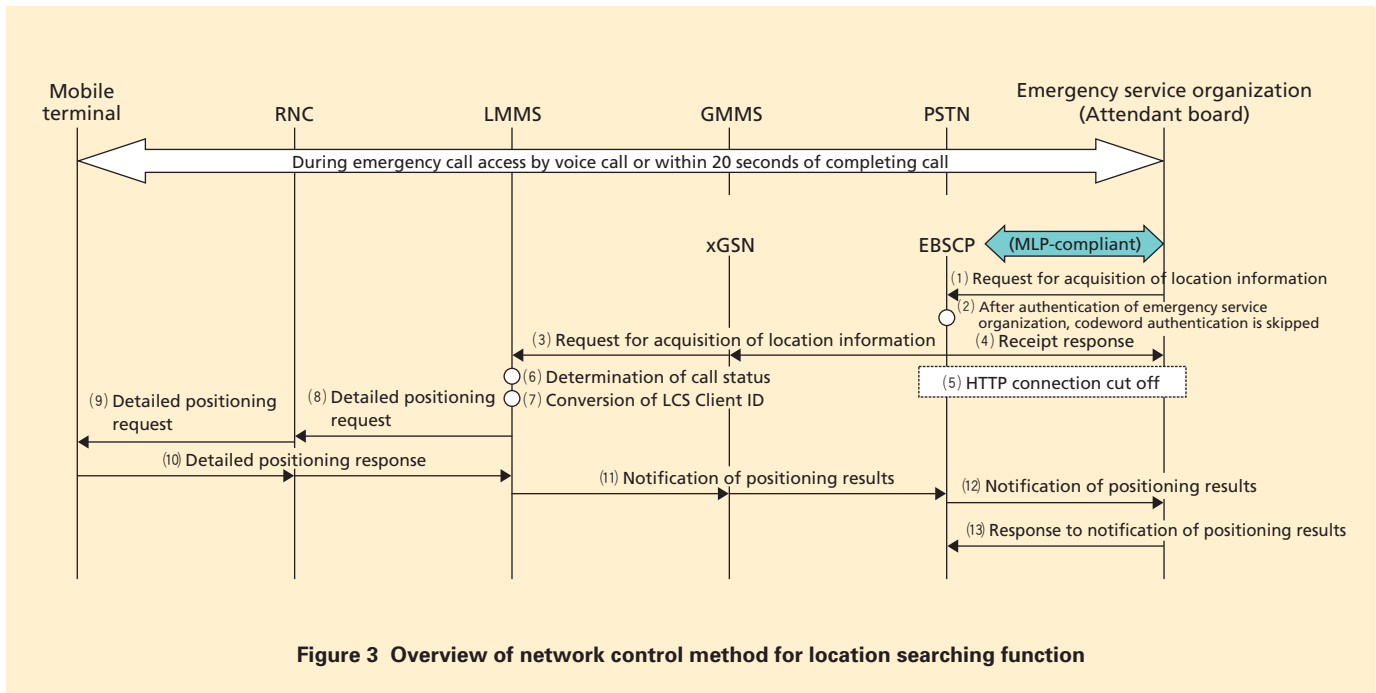 Mobile
terminal
RNC
LMMS
GMMS
PSTN
Emergency service organization
(Attendant board)
During emergency call access by voice call or within 20 seconds of completing call
xGSN
EBSCP
(MLP-compliant)
(1) Request for acquisition of location information
(2) After authentication of emergency service
organization, codeword authentication is skipped
(3) Request for acquisition of location information
(4) Receipt response
(5) HTTP connection cut off
(6) Determination of call status
(7) Conversion of LCS Client ID
(8) Detailed positioning
request
(9) Detailed positioning
request
(10) Detailed positioning response
(11) Notification of positioning results
(12) Notification of positioning results
(13) Response to notification of positioning results
Figure 3 Overview of network control method for location searching function